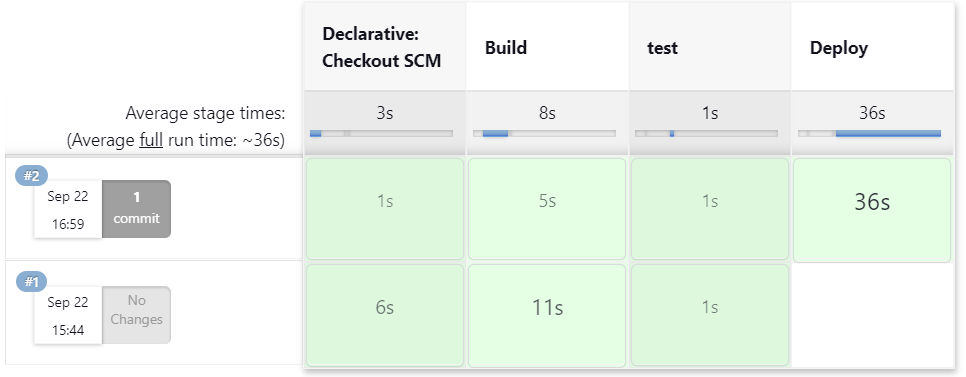 Declarative:
Checkout SCM
Build
test
Deploy
Average stage times:
(Average full run time: ~36s)
3s
8s
1s
36s
#2
Sep 22
16:59
1
commit
1s
5s
1s
36s
#1
Sep 22
15:44
No
Changes
6s
11s
1s